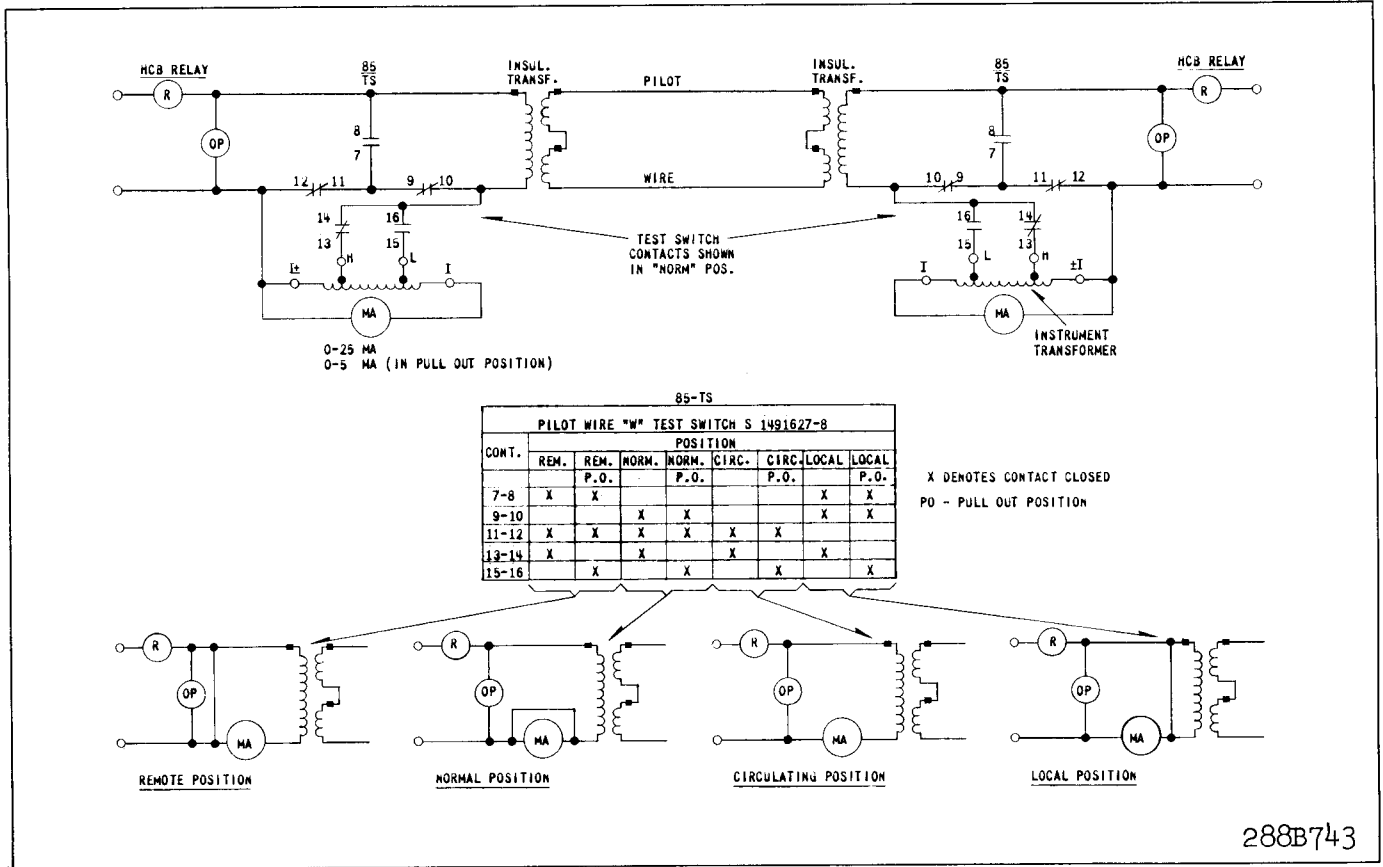 HCB RELAY
85
TS
INSUL.
TRANSF.
PILOT
INSUL.
TRANSF.
85
TS
HCB RELAY
R
R
8
7
8
7
OP
OP
12 11
9 10
WIRE
10 9
11 12
14
13
16
15
16
15
14
13
TEST SWITCH
CONTACTS SHOWN
IN "NORM" POS.
H
L
L
H
I±
I
I
±I
MA
MA
0-25 MA
0-5 MA (IN PULL OUT POSITION)
INSTRUMENT
TRANSFORMER
85-TS
PILOT WIRE "W" TEST SWITCH S 1491627-8
CONT.
POSITION
REM. REM. NORM. NORM. CIRC. CIRC. LOCAL LOCAL
P.O. P.O. P.O. P.O.
7-8 X X X X
9-10 X X X X
11-12 X X X X X X
13-14 X X X X
15-16 X X X X
X DENOTES CONTACT CLOSED
PO - PULL OUT POSITION
R
OP
MA
REMOTE POSITION
R
OP
MA
NORMAL POSITION
R
OP
MA
CIRCULATING POSITION
R
OP
MA
LOCAL POSITION
288B743